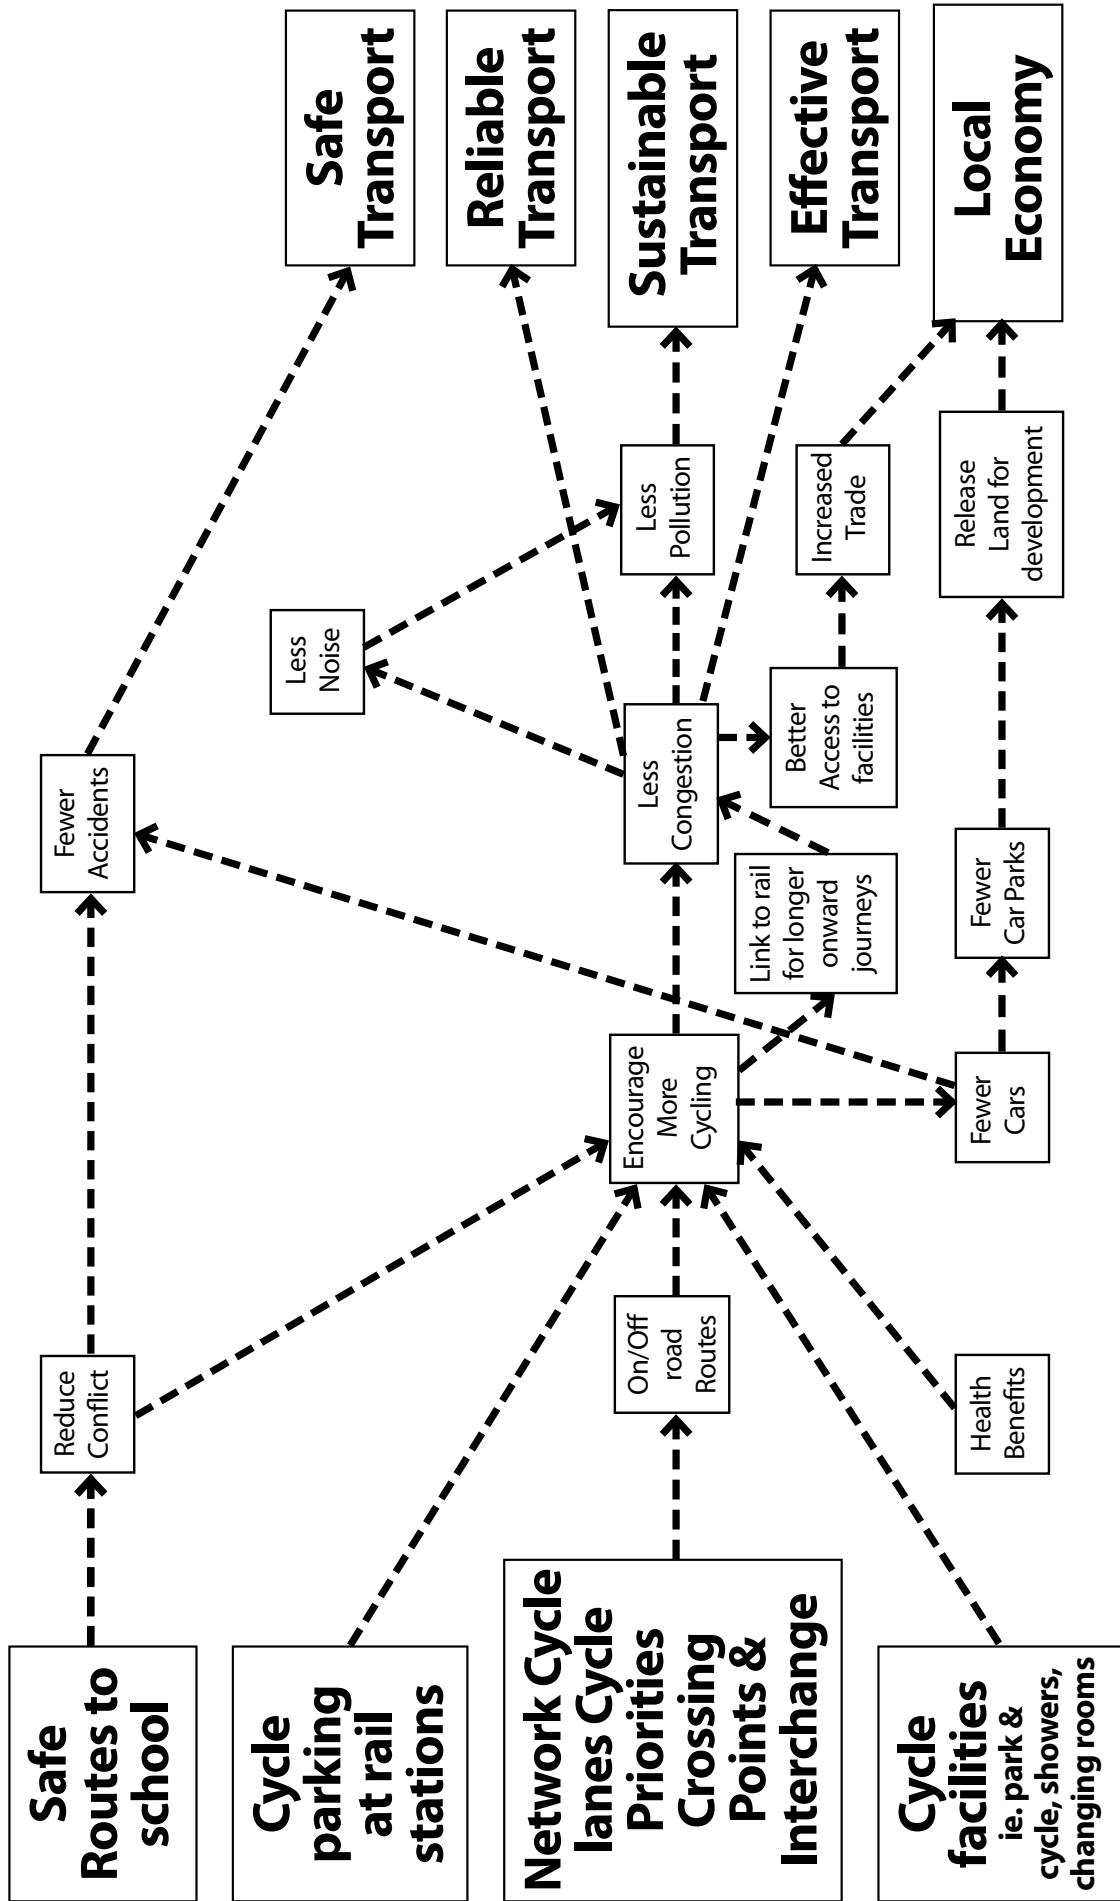 Safe
Routes to
school
Cycle
parking
at rail
stations
Network Cycle
lanes Cycle
Priorities
Crossing
Points &
Interchange
Cycle
facilities
ie. park &
cycle, showers,
changing rooms
Reduce
Conflict
On/Off
road
Routes
Health
Benefits
Encourage
More
Cycling
Fewer
Cars
Fewer
Accidents
Less
Congestion
Link to rail
for longer
onward
journeys
Fewer
Car Parks
Less
Noise
Better
Access to
facilities
Less
Pollution
Increased
Trade
Release
Land for
development
Safe
Transport
Reliable
Transport
Sustainable
Transport
Effective
Transport
Local
Economy